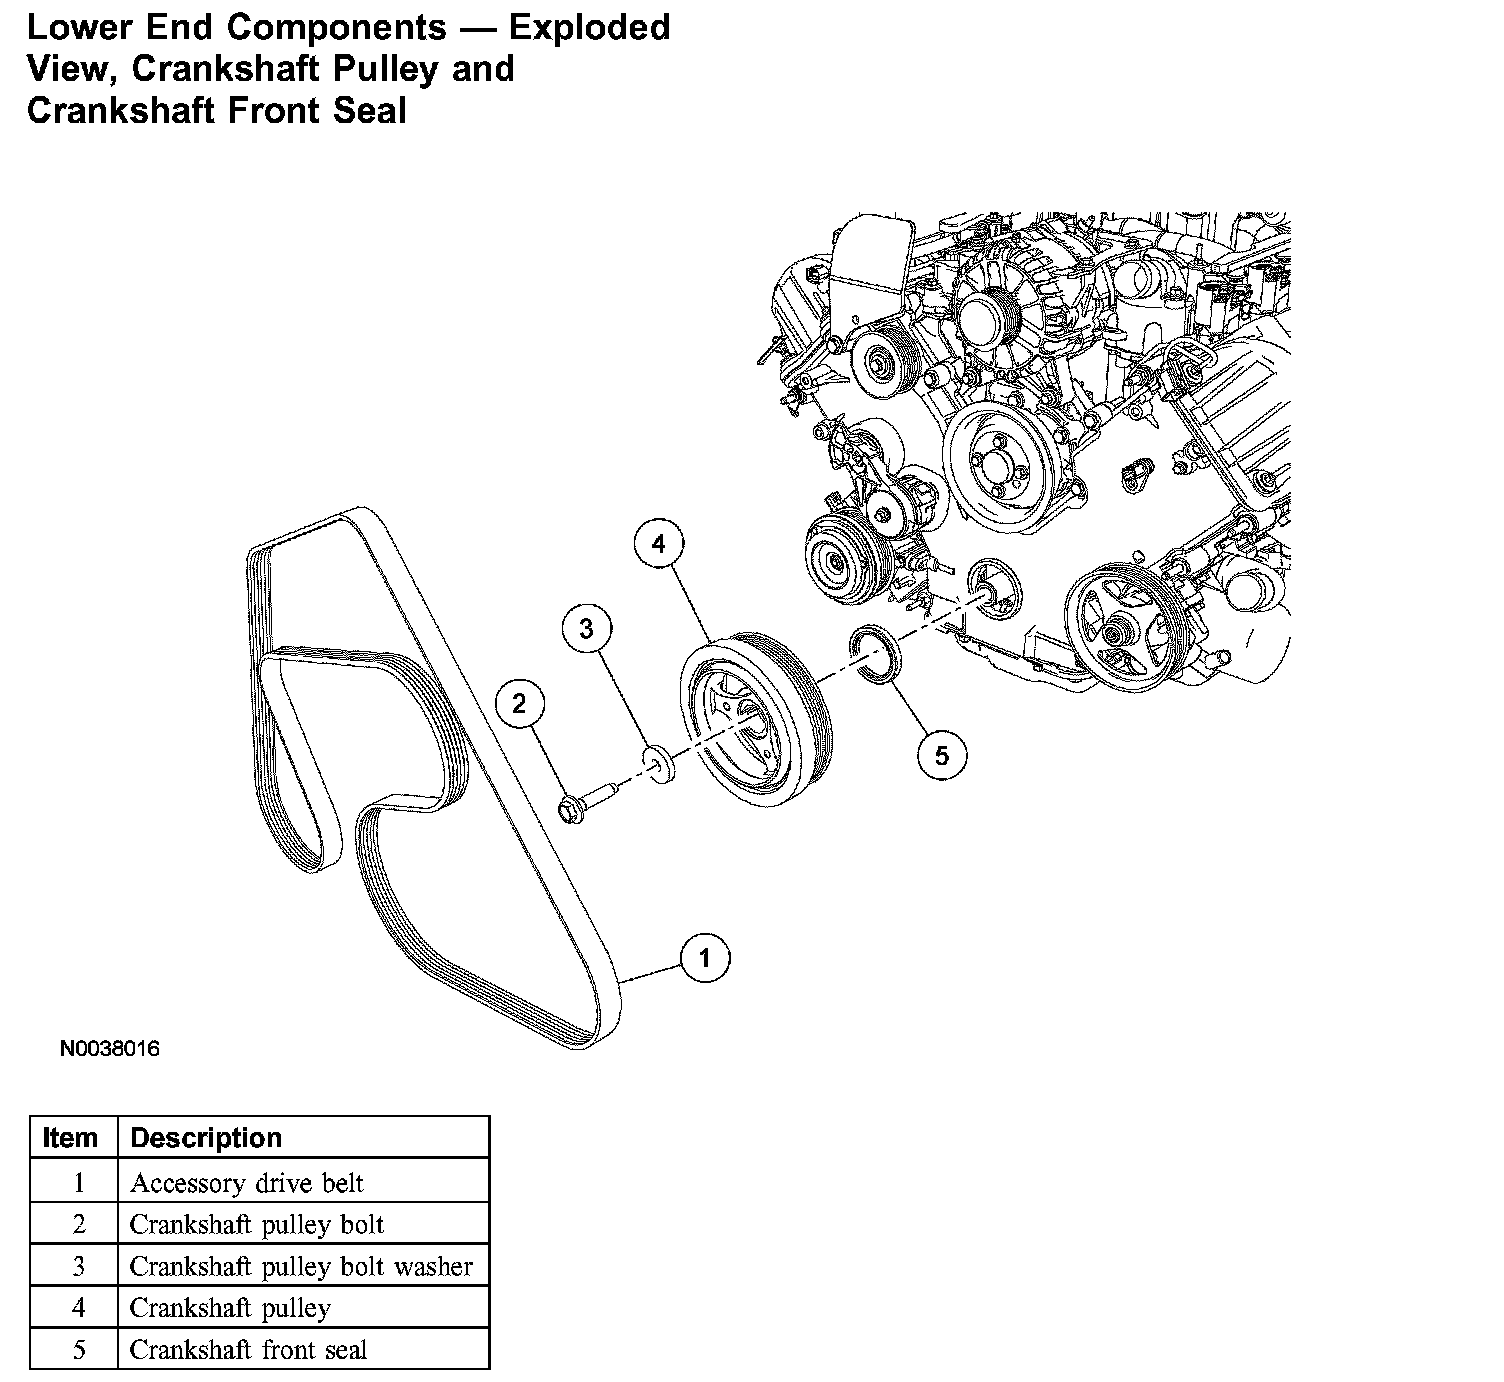 Lower End Components — Exploded
View, Crankshaft Pulley and
Crankshaft Front Seal
4
3
2
5
1
N0038016
Item Description
1 Accessory drive belt
2 Crankshaft pulley bolt
3 Crankshaft pulley bolt washer
4 Crankshaft pulley
5 Crankshaft front seal